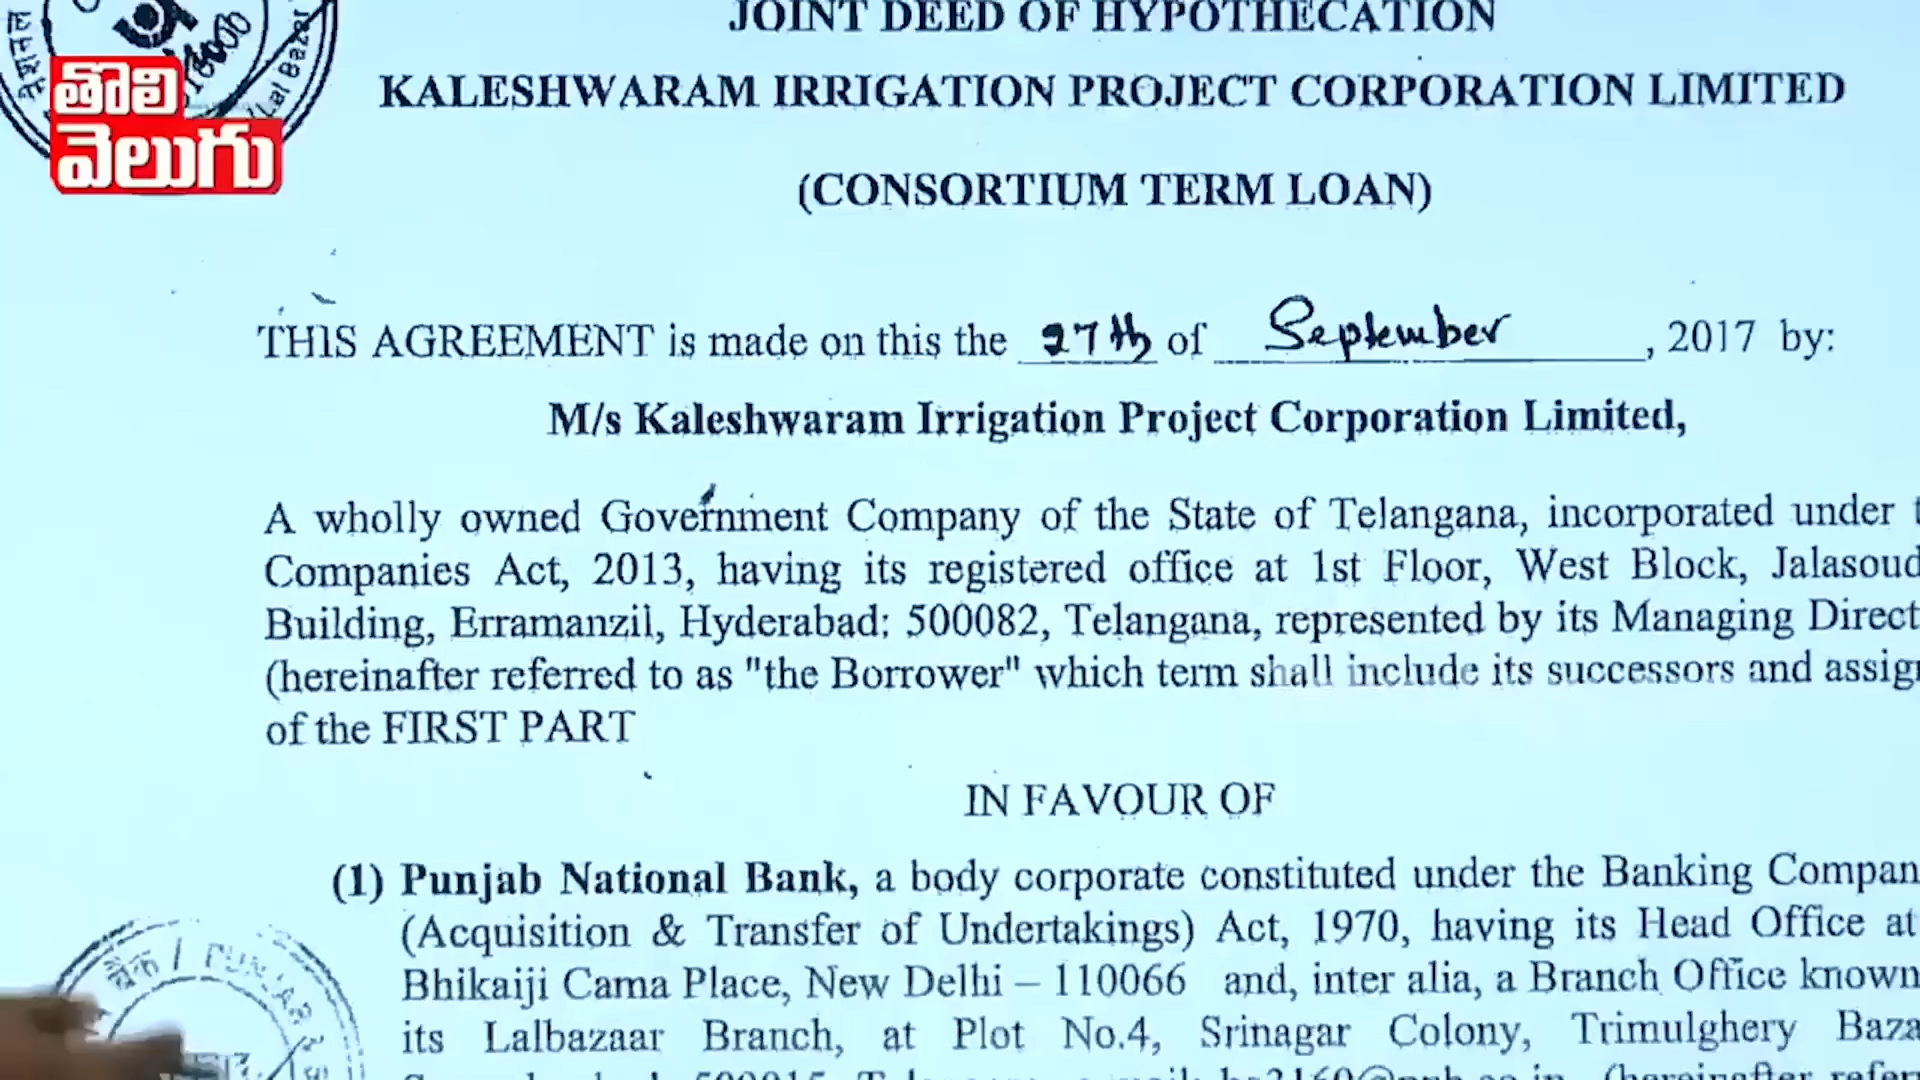 JOINT DEED OF HYPOTHECATION
KALESHWARAM IRRIGATION PROJECT CORPORATION LIMITED
(CONSORTIUM TERM LOAN)
తొలి
వెలుగు
Lal Bazar
THIS AGREEMENT is made on this the 27th of September, 2017 by:
M/s Kaleshwaram Irrigation Project Corporation Limited,
A wholly owned Government Company of the State of Telangana, incorporated under
Companies Act, 2013, having its registered office at 1st Floor, West Block, Jalasoud
Building, Erramanzil, Hyderabad: 500082, Telangana, represented by its Managing Direct
(hereinafter referred to as "the Borrower" which term shall include its successors and assig
of the FIRST PART
IN FAVOUR OF
(1) Punjab National Bank, a body corporate constituted under the Banking Compan
(Acquisition & Transfer of Undertakings) Act, 1970, having its Head Office at
Bhikaiji Cama Place, New Delhi – 110066 and, inter alia, a Branch Office known
its Lalbazaar Branch, at Plot No.4, Srinagar Colony, Trimulghery Baza
बैंक / PUNJAB